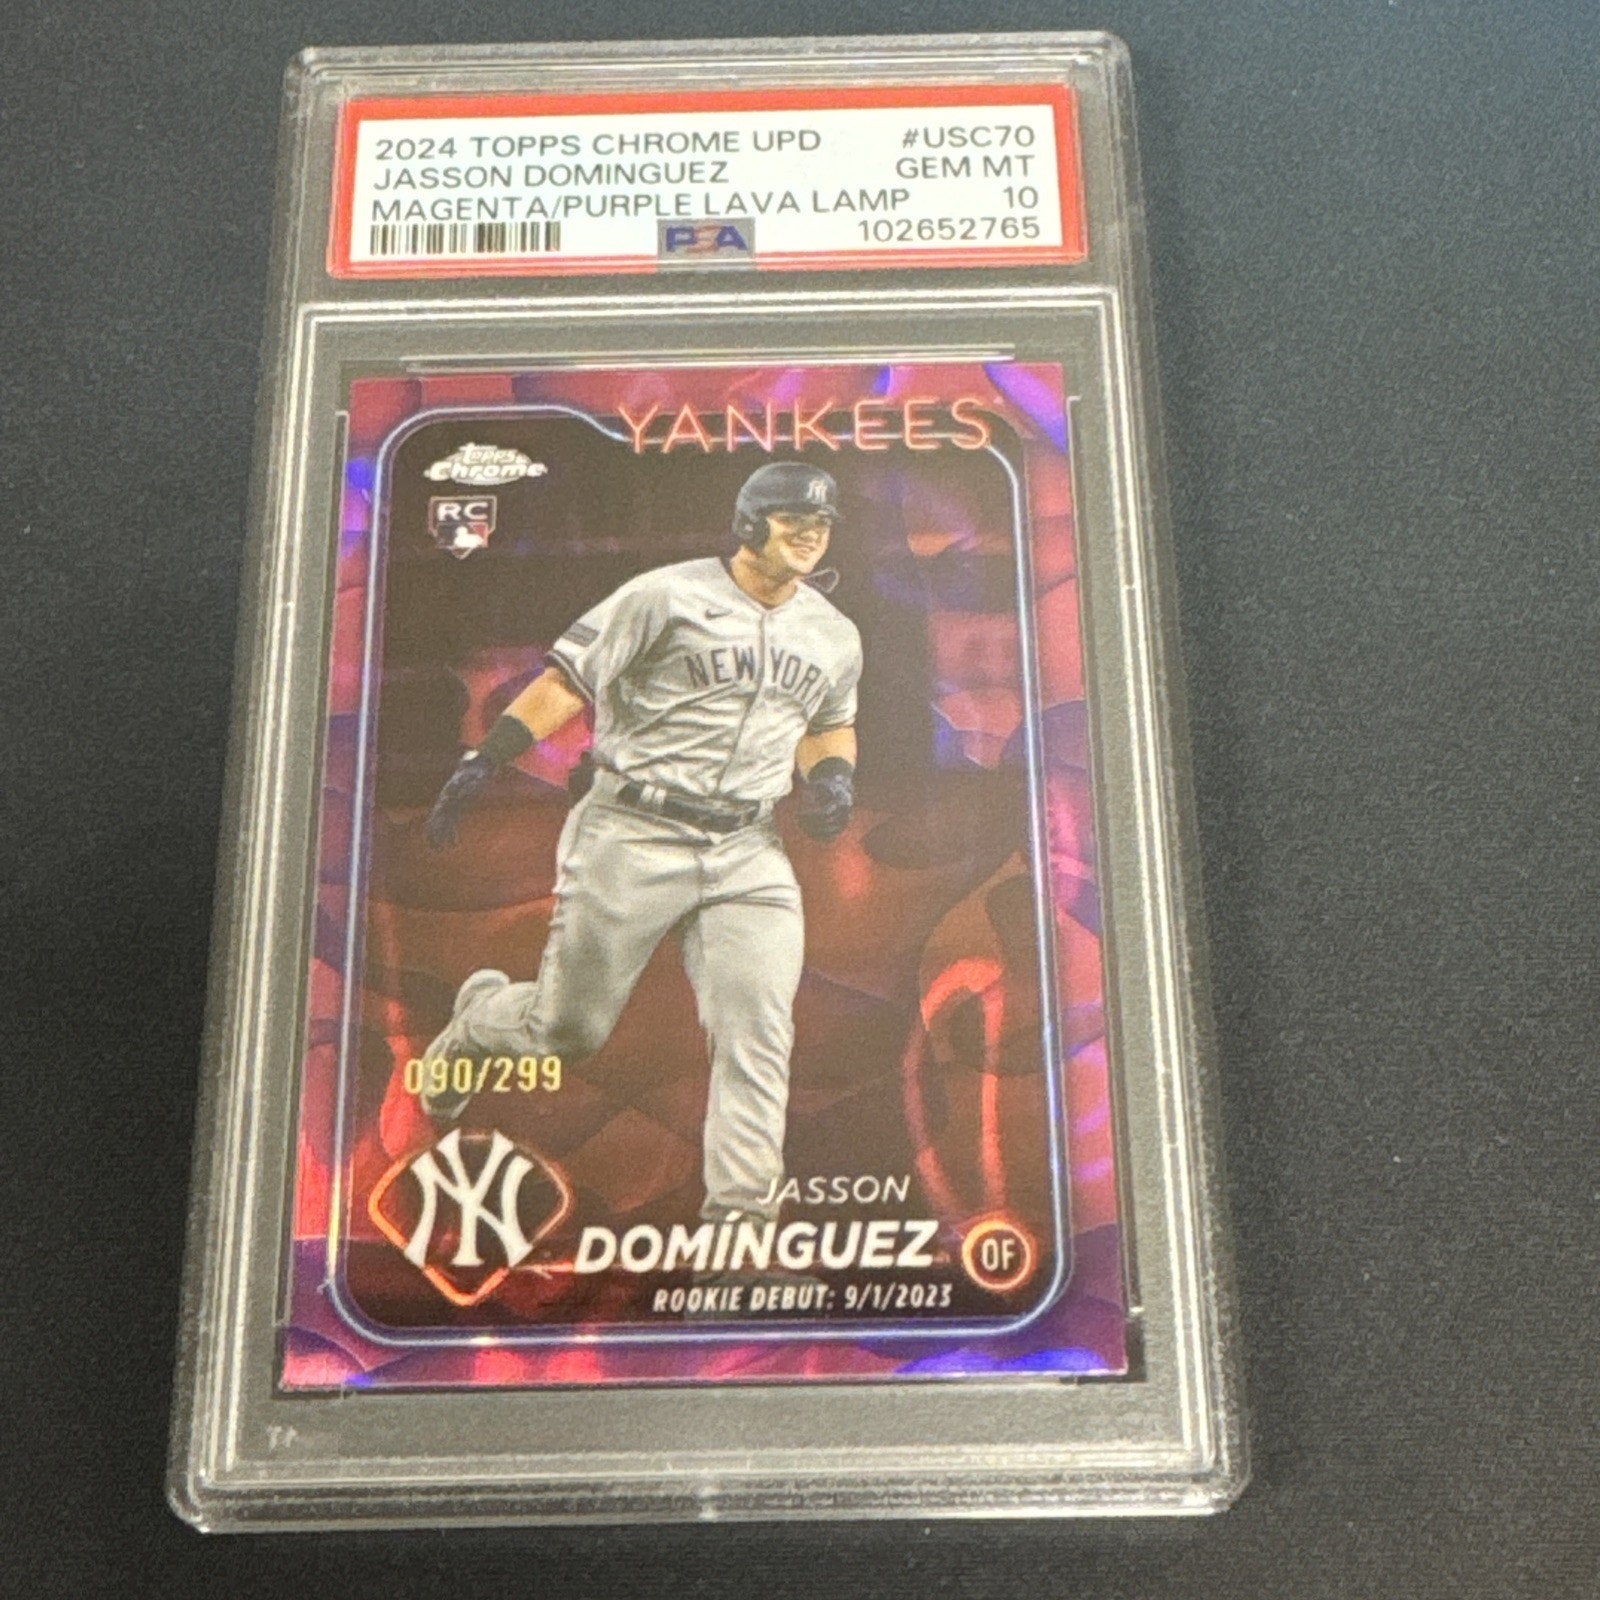 2024 TOPPS CHROME UPD #USC70
JASSON DOMINGUEZ GEM MT
MAGENTA/PURPLE LAVA LAMP 10
PSA 102652765
YANKEES
Topps
Chrome
RC
NEW YORK
090/299
NY
JASSON
DOMÍNGUEZ OF
ROOKIE DEBUT: 9/1/2023